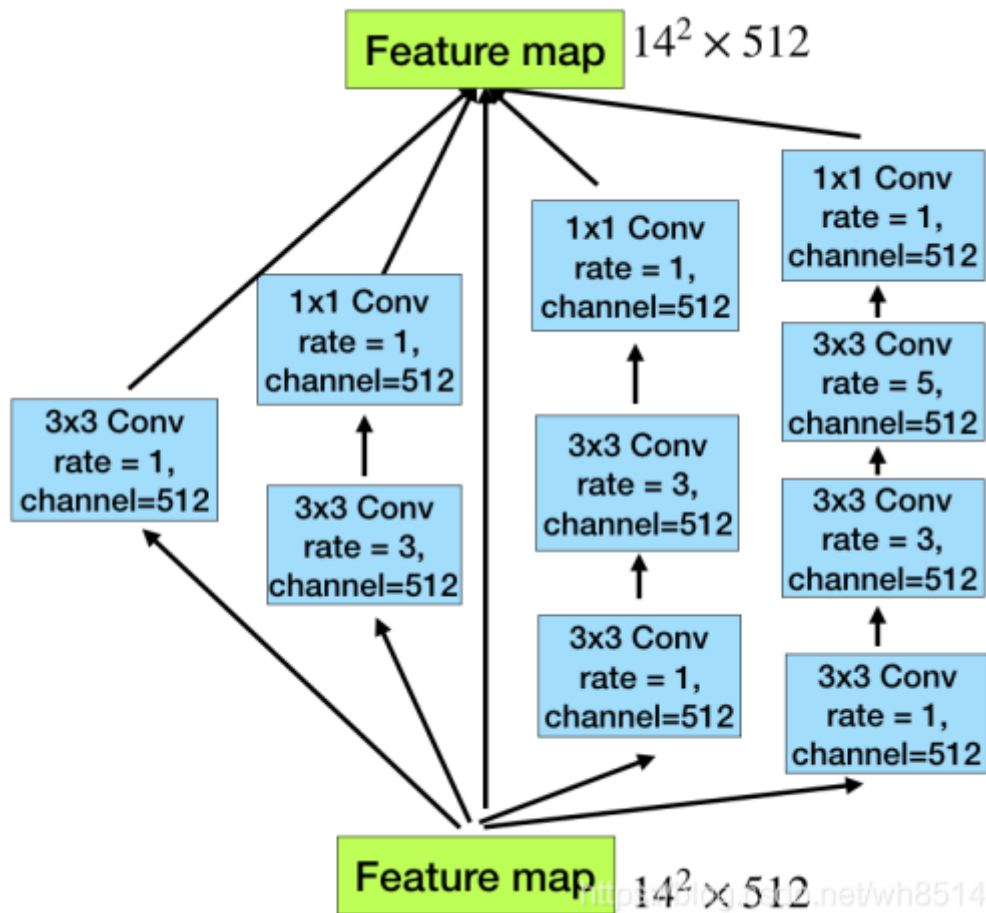 Feature map 14² × 512
1x1 Conv
rate = 1,
channel=512
1x1 Conv
rate = 1,
channel=512
1x1 Conv
rate = 1,
channel=512
3x3 Conv
rate = 5,
channel=512
3x3 Conv
rate = 1,
channel=512
3x3 Conv
rate = 3,
channel=512
3x3 Conv
rate = 3,
channel=512
3x3 Conv
rate = 3,
channel=512
3x3 Conv
rate = 1,
channel=512
3x3 Conv
rate = 1,
channel=512
Feature map 14² × 512
https://blog.csdn.net/wh8514